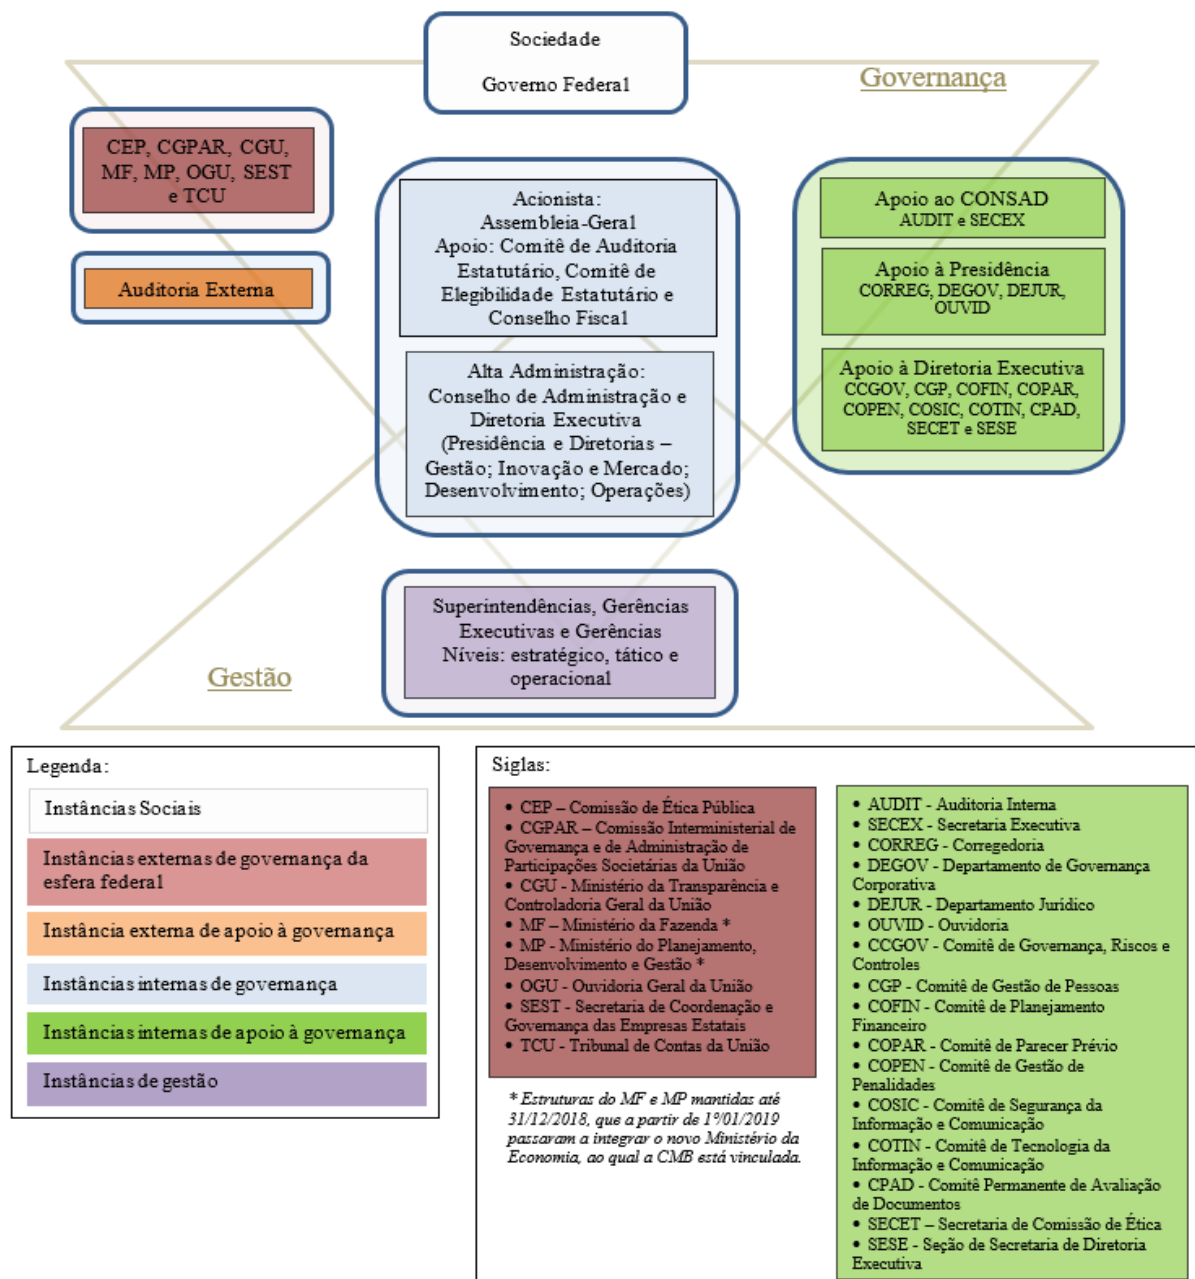 Sociedade
Governo Federal
Governança
CEP, CGPAR, CGU,
MF, MP, OGU, SEST
e TCU
Auditoria Externa
Acionista:
Assembleia-Geral
Apoio: Comitê de Auditoria
Estatutário, Comitê de
Elegibilidade Estatutário e
Conselho Fiscal
Alta Administração:
Conselho de Administração e
Diretoria Executiva
(Presidência e Diretorias –
Gestão; Inovação e Mercado;
Desenvolvimento; Operações)
Apoio ao CONSAD
AUDIT e SECEX
Apoio à Presidência
CORREG, DEGOV, DEJUR,
OUVID
Apoio à Diretoria Executiva
CCGOV, CGP, COFIN, COPAR,
COPEN, COSIC, COTIN, CPAD,
SECET e SESE
Superintendências, Gerências
Executivas e Gerências
Níveis: estratégico, tático e
operacional
Gestão
Legenda:
Instâncias Sociais
Instâncias externas de governança da
esfera federal
Instância externa de apoio à governança
Instâncias internas de governança
Instâncias internas de apoio à governança
Instâncias de gestão
Siglas:
• CEP – Comissão de Ética Pública
• CGPAR – Comissão Interministerial de
Governança e de Administração de
Participações Societárias da União
• CGU - Ministério da Transparência e
Controladoria Geral da União
• MF – Ministério da Fazenda *
• MP - Ministério do Planejamento,
Desenvolvimento e Gestão *
• OGU - Ouvidoria Geral da União
• SEST - Secretaria de Coordenação e
Governança das Empresas Estatais
• TCU - Tribunal de Contas da União
* Estruturas do MF e MP mantidas até
31/12/2018, que a partir de 1º/01/2019
passaram a integrar o novo Ministério da
Economia, ao qual a CMB está vinculada.
• AUDIT - Auditoria Interna
• SECEX - Secretaria Executiva
• CORREG - Corregedoria
• DEGOV - Departamento de Governança
Corporativa
• DEJUR - Departamento Jurídico
• OUVID - Ouvidoria
• CCGOV - Comitê de Governança, Riscos e
Controles
• CGP - Comitê de Gestão de Pessoas
• COFIN - Comitê de Planejamento
Financeiro
• COPAR - Comitê de Parecer Prévio
• COPEN - Comitê de Gestão de
Penalidades
• COSIC - Comitê de Segurança da
Informação e Comunicação
• COTIN - Comitê de Tecnologia da
Informação e Comunicação
• CPAD - Comitê Permanente de Avaliação
de Documentos
• SECET – Secretaria de Comissão de Ética
• SESE - Seção de Secretaria de Diretoria
Executiva